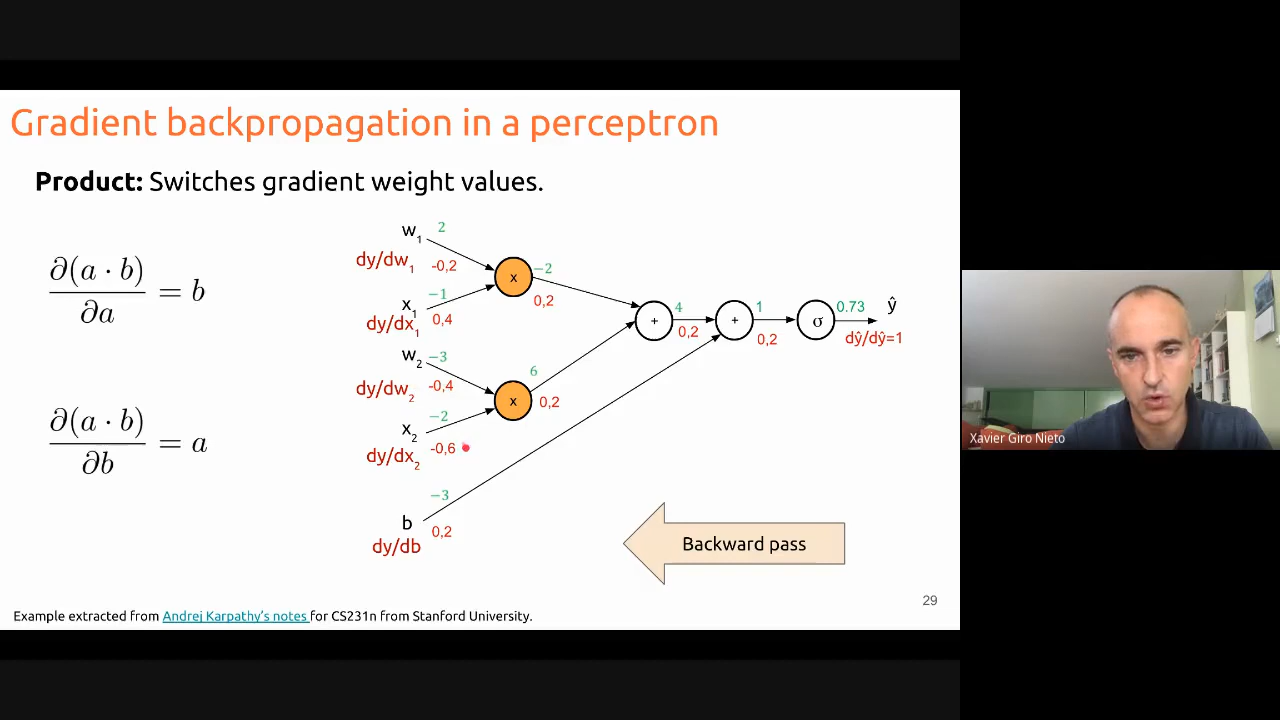 Gradient backpropagation in a perceptron
Product: Switches gradient weight values.
∂(a · b)
∂a
= b
∂(a · b)
∂b
= a
w1 2
dy/dw1 -0,2
x1 −1
dy/dx1 0,4
w2 −3
dy/dw2 -0,4
x2 −2
dy/dx2 -0,6
b −3
dy/db 0,2
x −2
0,2
x 6
0,2
+ 4
0,2
+ 1
0,2
σ 0.73 ŷ
dŷ/dŷ=1
Backward pass
Xavier Giro Nieto
29
Example extracted from Andrej Karpathy's notes for CS231n from Stanford University.